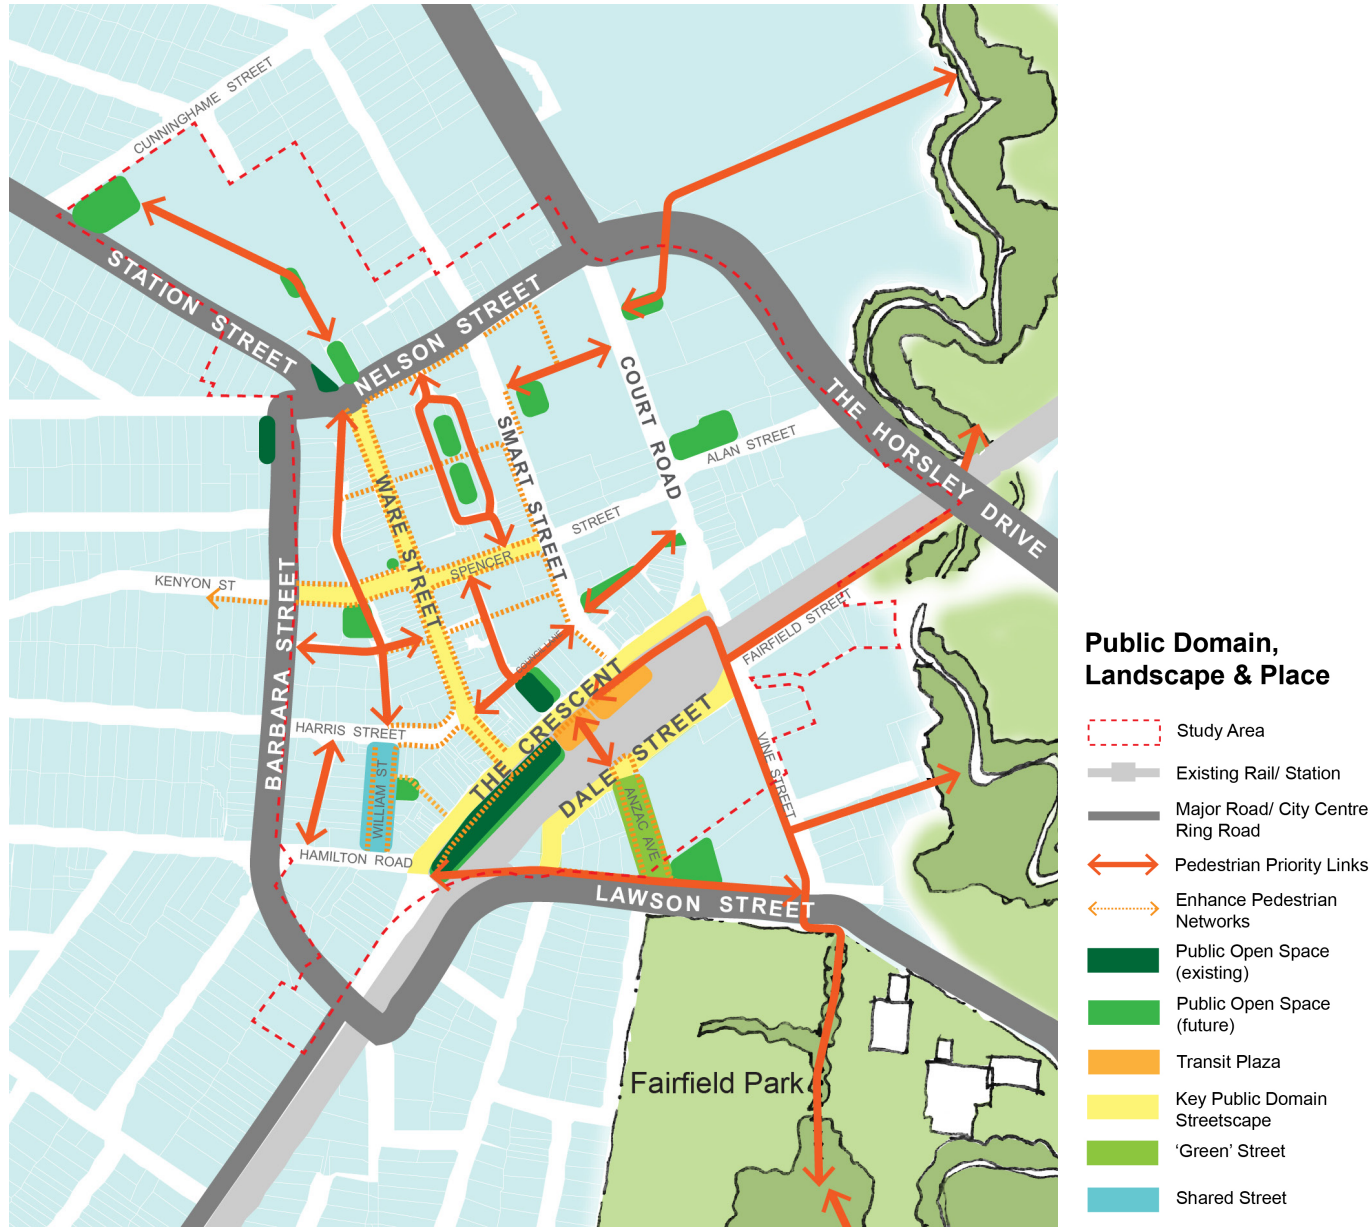 CUNNINGHAME STREET
STATION STREET
NELSON STREET
COURT ROAD
THE HORSLEY DRIVE
SMART STREET
ALAN STREET
WARE STREET
STREET
SPENCER
KENYON ST
BARBARA STREET
COUNCIL LANE
FAIRFIELD STREET
THE CRESCENT
DALE STREET
HARRIS STREET
WILLIAM ST
VINE STREET
ANZAC AVE
HAMILTON ROAD
LAWSON STREET
Fairfield Park
Public Domain,
Landscape & Place
Study Area
Existing Rail/ Station
Major Road/ City Centre
Ring Road
Pedestrian Priority Links
Enhance Pedestrian
Networks
Public Open Space
(existing)
Public Open Space
(future)
Transit Plaza
Key Public Domain
Streetscape
‘Green’ Street
Shared Street